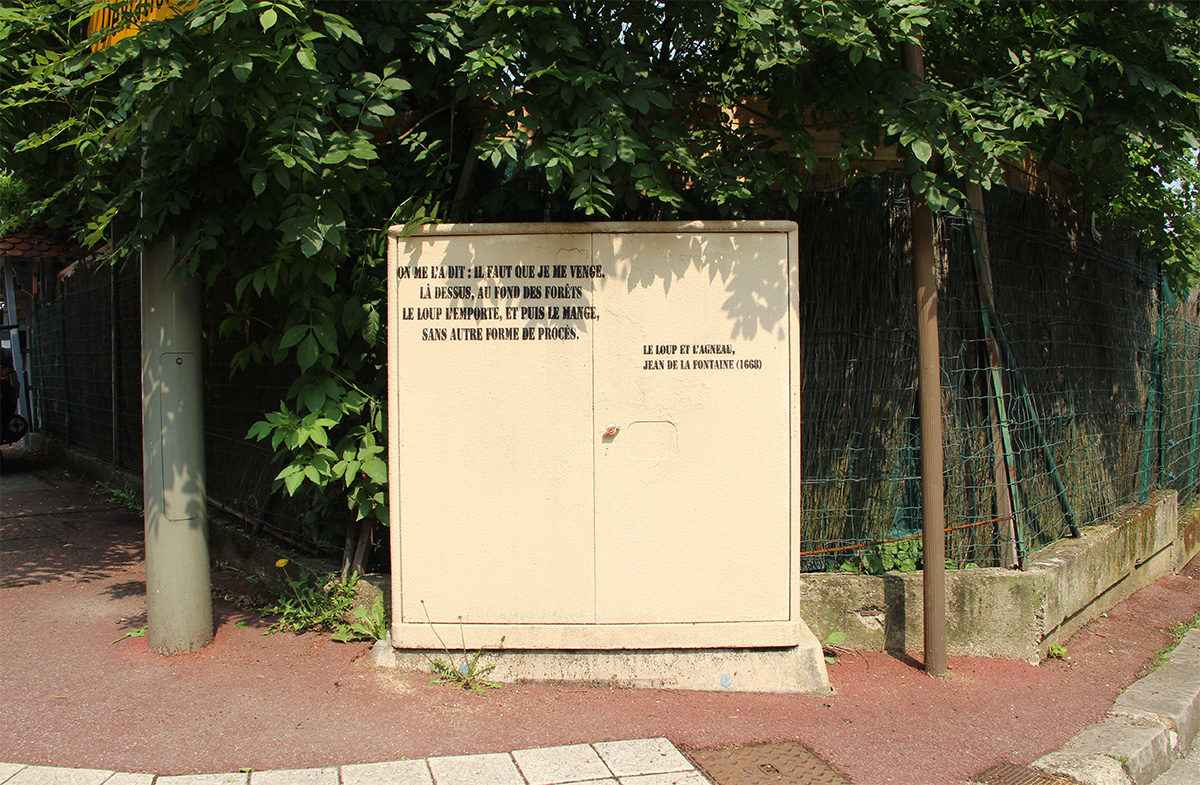 ON ME L'A DIT : IL FAUT QUE JE ME VENGE.
LÀ DESSUS, AU FOND DES FORÊTS
LE LOUP L'EMPORTE, ET PUIS LE MANGE,
SANS AUTRE FORME DE PROCÈS.
LE LOUP ET L'AGNEAU,
JEAN DE LA FONTAINE (1668)